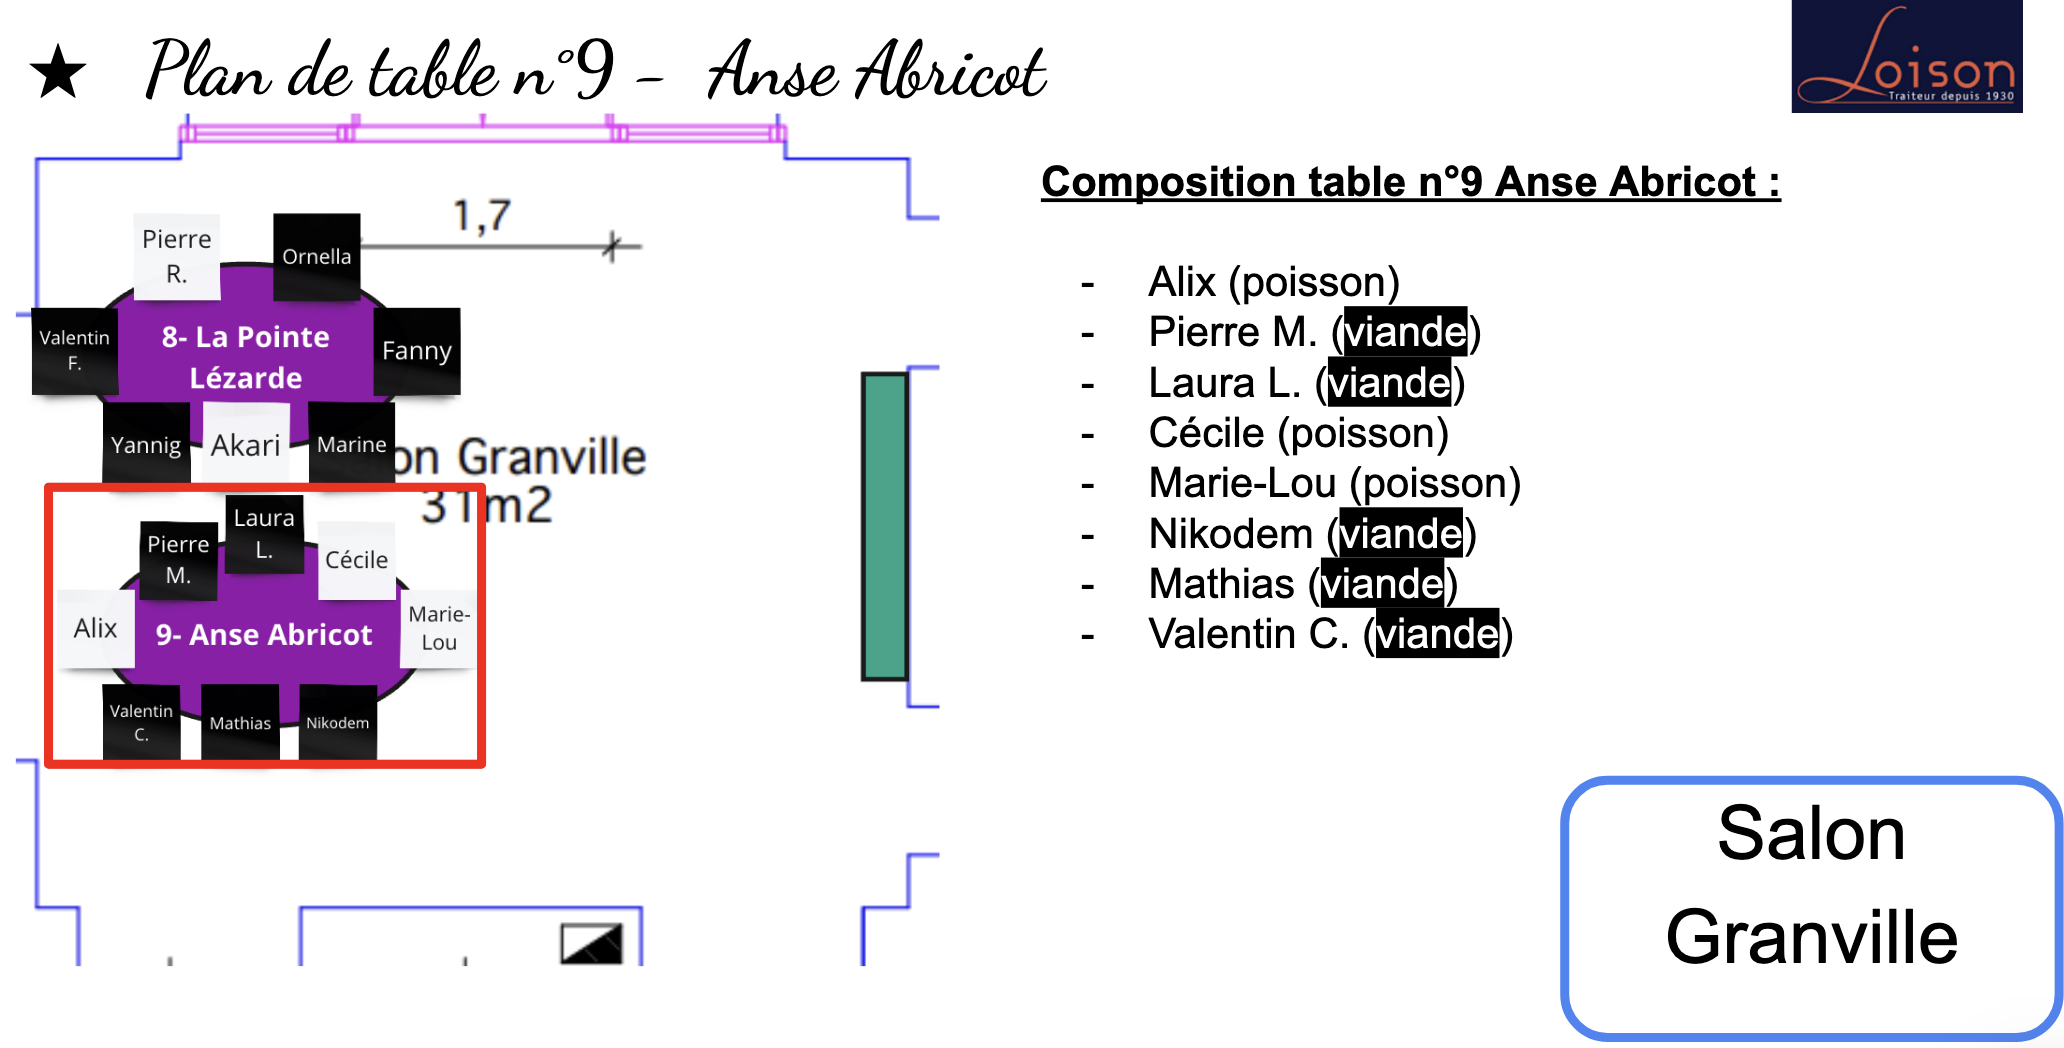 ★ Plan de table n°9 - Anse Abricot
Loison
Traiteur depuis 1930
1,7
Pierre
R.
Ornella
Valentin
F.
8- La Pointe
Lézarde
Fanny
Yannig
Akari
Marine
on Granville
31m2
Laura
L.
Pierre
M.
Cécile
Alix
9- Anse Abricot
Marie-
Lou
Valentin
C.
Mathias
Nikodem
Composition table n°9 Anse Abricot :
- Alix (poisson)
- Pierre M. (viande)
- Laura L. (viande)
- Cécile (poisson)
- Marie-Lou (poisson)
- Nikodem (viande)
- Mathias (viande)
- Valentin C. (viande)
Salon
Granville